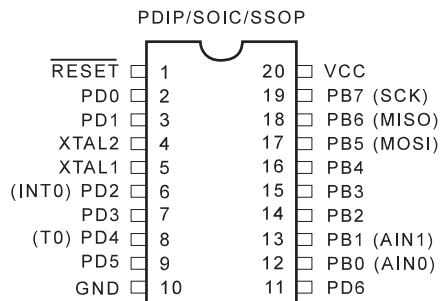 PDIP/SOIC/SSOP
RESET 1 20 VCC
PD0 2 19 PB7 (SCK)
PD1 3 18 PB6 (MISO)
XTAL2 4 17 PB5 (MOSI)
XTAL1 5 16 PB4
(INT0) PD2 6 15 PB3
PD3 7 14 PB2
(T0) PD4 8 13 PB1 (AIN1)
PD5 9 12 PB0 (AIN0)
GND 10 11 PD6